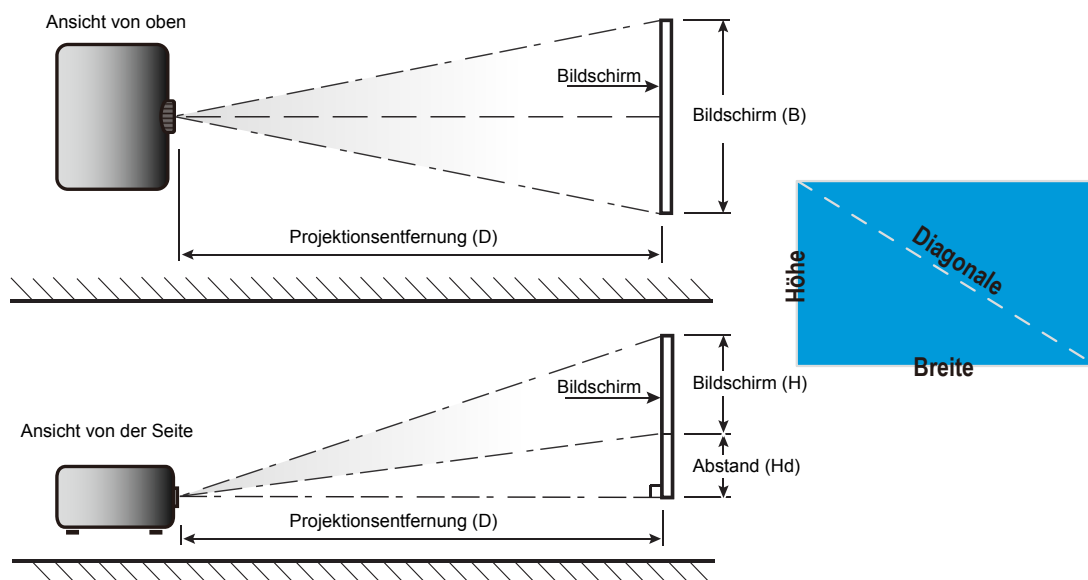 Ansicht von oben
Bildschirm
Bildschirm (B)
Projektionsentfernung (D)
Höhe
Diagonale
Breite
Bildschirm
Bildschirm (H)
Ansicht von der Seite
Abstand (Hd)
Projektionsentfernung (D)